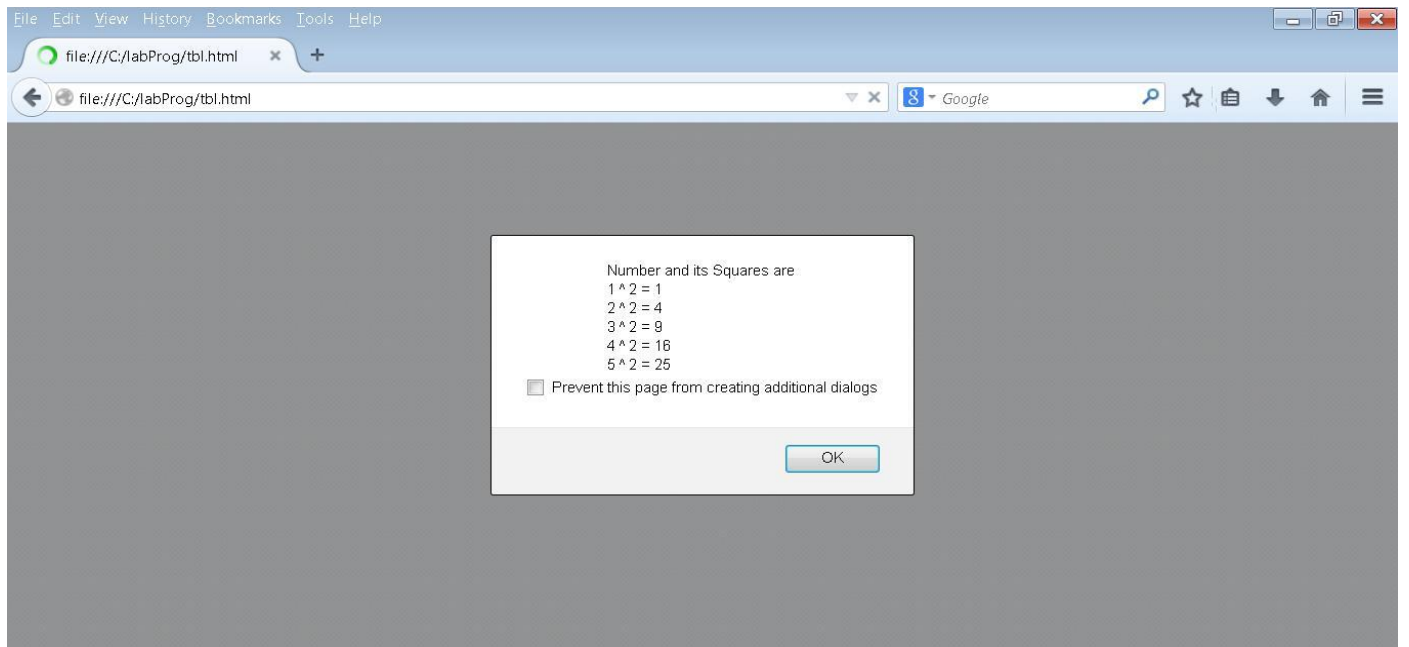 File Edit View History Bookmarks Tools Help
file:///C:/labProg/tbl.html
file:///C:/labProg/tbl.html
8 Google
Number and its Squares are
1 ^ 2 = 1
2 ^ 2 = 4
3 ^ 2 = 9
4 ^ 2 = 16
5 ^ 2 = 25
Prevent this page from creating additional dialogs
OK